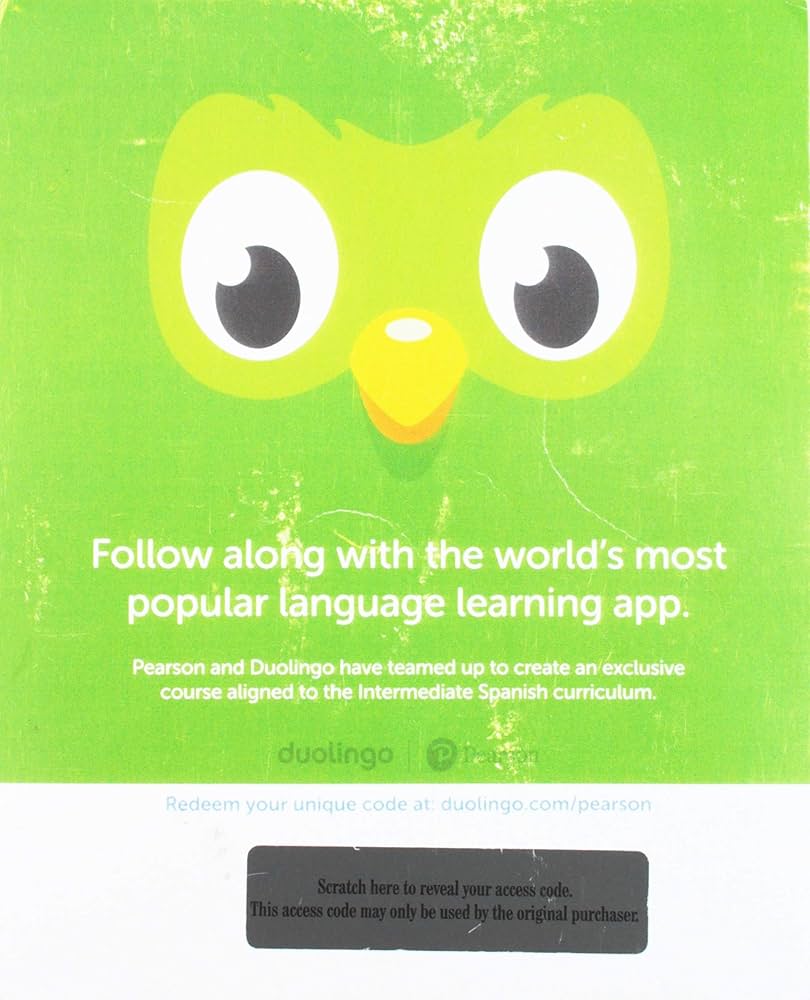 Follow along with the world's most
popular language learning app.
Pearson and Duolingo have teamed up to create an exclusive
course aligned to the Intermediate Spanish curriculum.
duolingo | P Pearson
Redeem your unique code at: duolingo.com/pearson
Scratch here to reveal your access code.
This access code may only be used by the original purchaser.